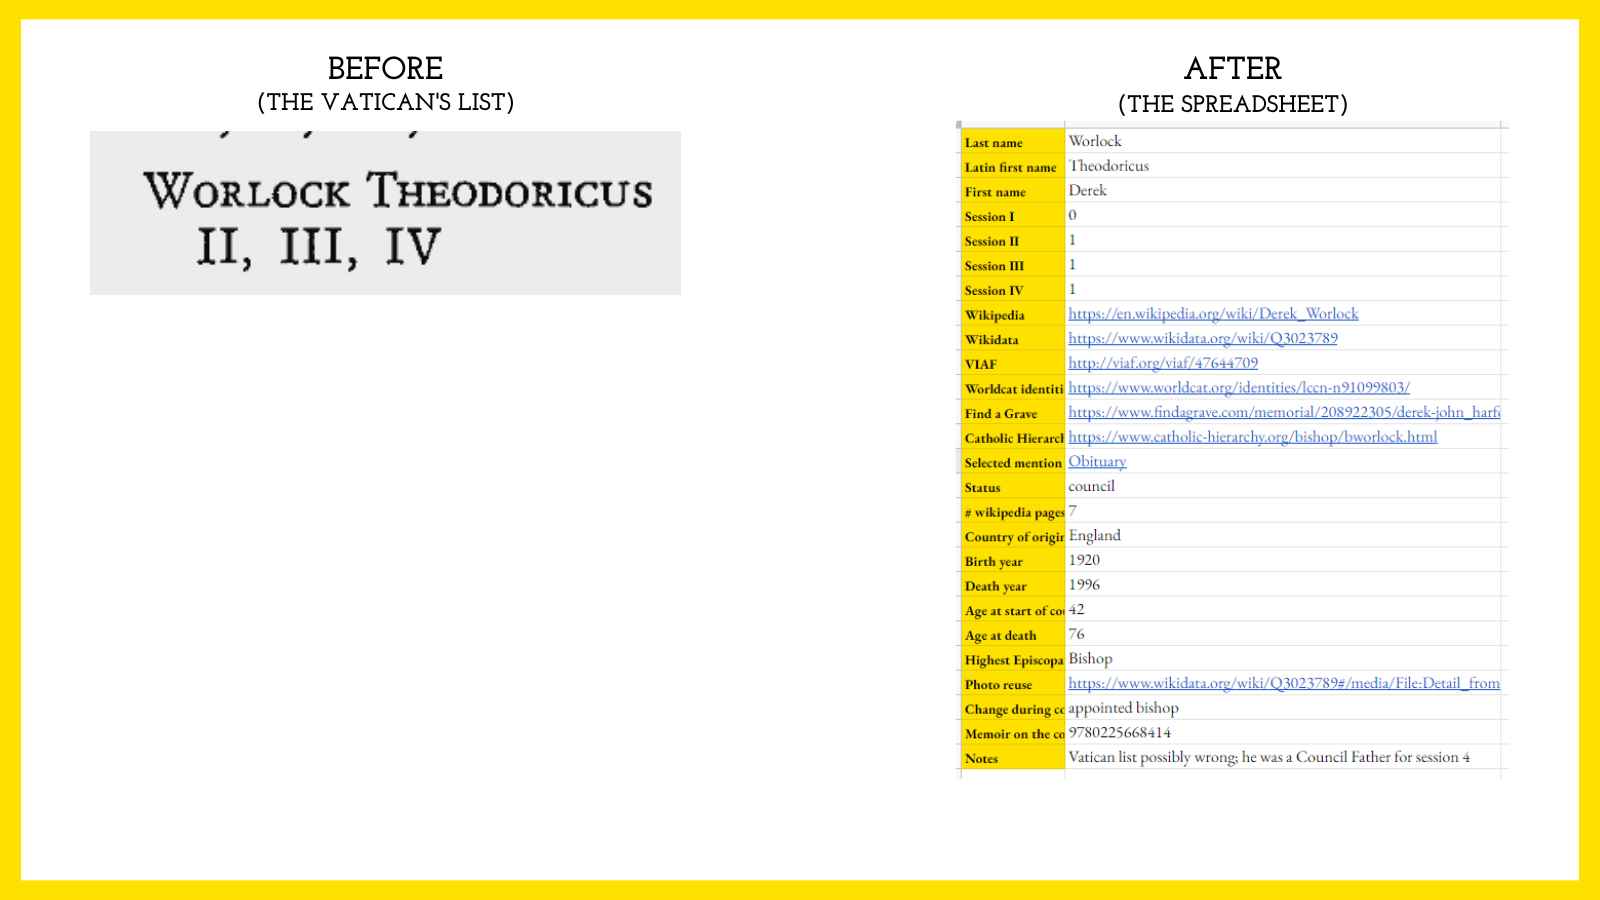 BEFORE
(THE VATICAN'S LIST)
WORLOCK THEODORICUS
II, III, IV
AFTER
(THE SPREADSHEET)
Last name Worlock
Latin first name Theodoricus
First name Derek
Session I 0
Session II 1
Session III 1
Session IV 1
Wikipedia https://en.wikipedia.org/wiki/Derek_Worlock
Wikidata https://www.wikidata.org/wiki/Q3023789
VIAF http://viaf.org/viaf/47644709
Worldcat identiti https://www.worldcat.org/identities/lccn-n91099803/
Find a Grave https://www.findagrave.com/memorial/208922305/derek-john_harfo
Catholic Hierarch https://www.catholic-hierarchy.org/bishop/bworlock.html
Selected mention Obituary
Status council
# wikipedia pages 7
Country of origin England
Birth year 1920
Death year 1996
Age at start of cou 42
Age at death 76
Highest Episcopa Bishop
Photo reuse https://www.wikidata.org/wiki/Q3023789#/media/File:Detail_from
Change during co appointed bishop
Memoir on the co 9780225668414
Notes Vatican list possibly wrong; he was a Council Father for session 4